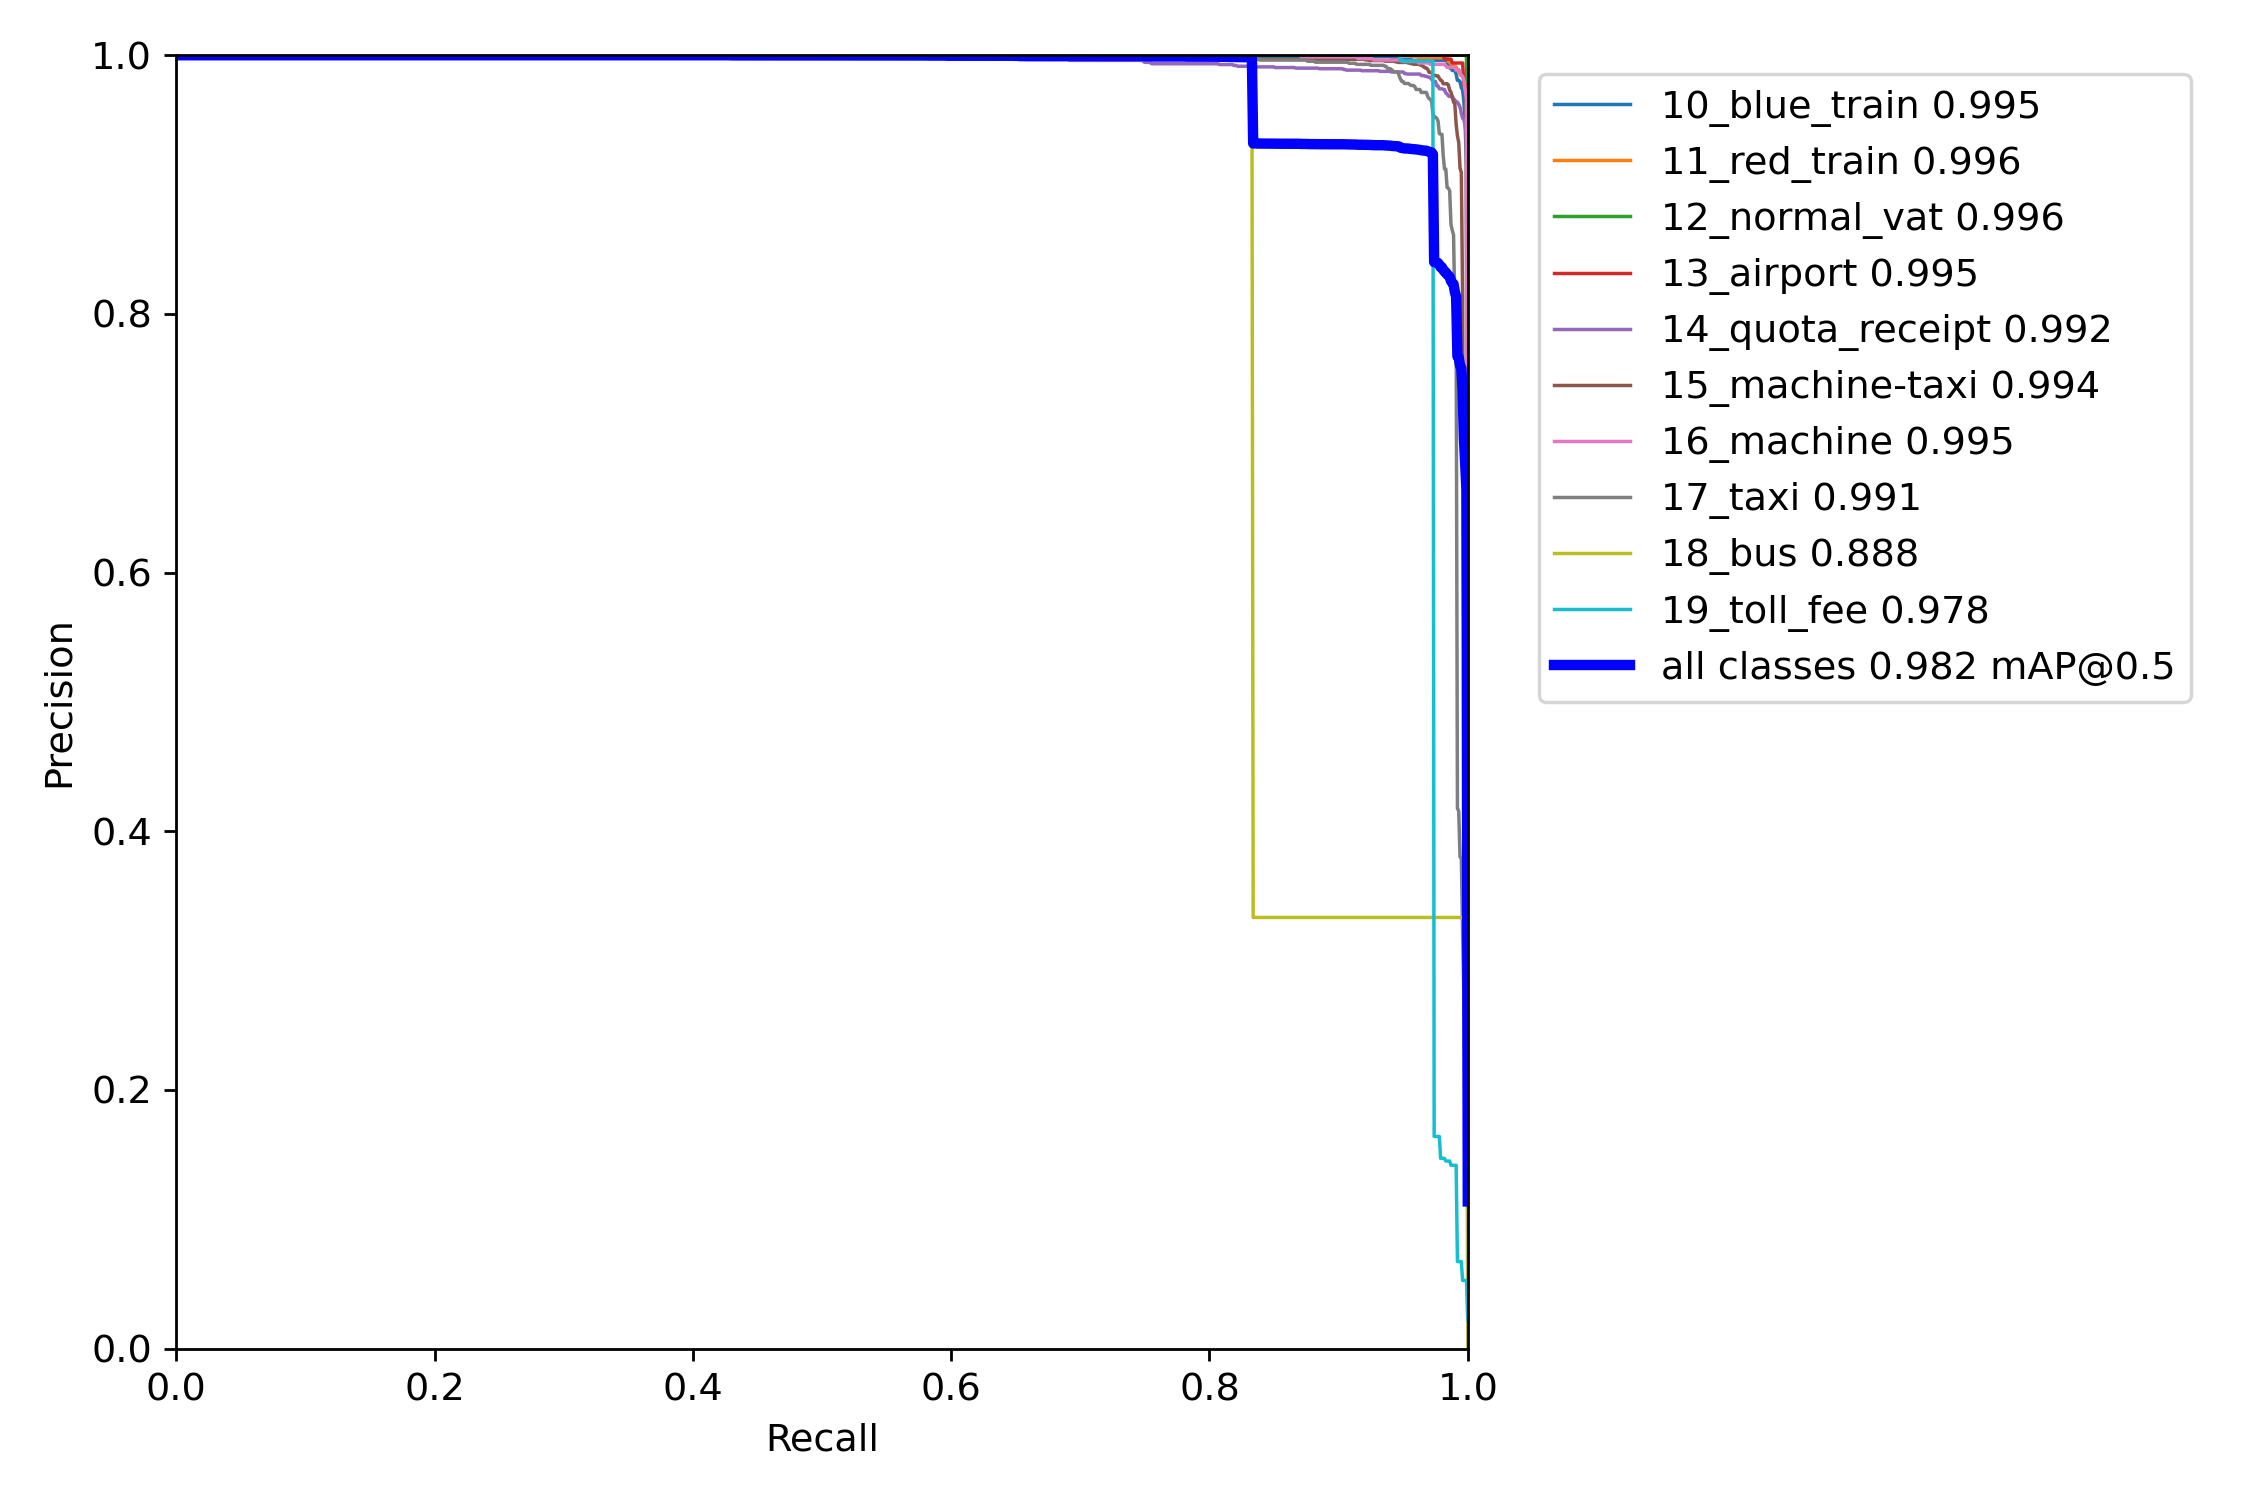 1.0
0.8
0.6
0.4
0.2
0.0
0.0 0.2 0.4 0.6 0.8 1.0
Precision
Recall
10_blue_train 0.995
11_red_train 0.996
12_normal_vat 0.996
13_airport 0.995
14_quota_receipt 0.992
15_machine-taxi 0.994
16_machine 0.995
17_taxi 0.991
18_bus 0.888
19_toll_fee 0.978
all classes 0.982 mAP@0.5